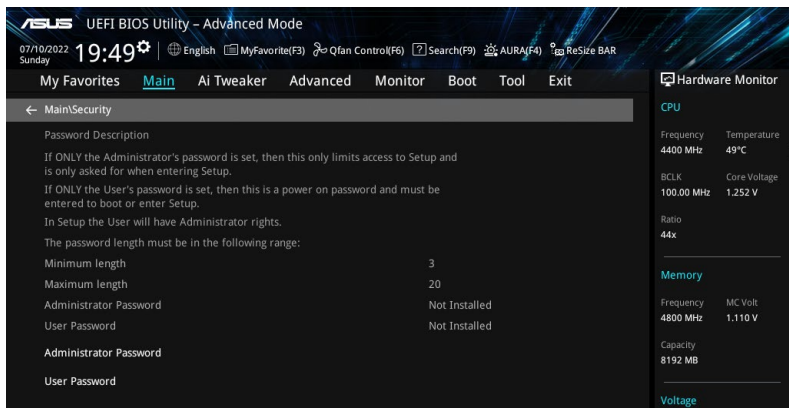 ASUS UEFI BIOS Utility – Advanced Mode
07/10/2022 Sunday 19:49 English MyFavorite(F3) Qfan Control(F6) ? Search(F9) AURA(F4) ReSize BAR
My Favorites Main Ai Tweaker Advanced Monitor Boot Tool Exit
← Main\Security
Password Description
If ONLY the Administrator's password is set, then this only limits access to Setup and
is only asked for when entering Setup.
If ONLY the User's password is set, then this is a power on password and must be
entered to boot or enter Setup.
In Setup the User will have Administrator rights.
The password length must be in the following range:
Minimum length 3
Maximum length 20
Administrator Password Not Installed
User Password Not Installed
Administrator Password
User Password
Hardware Monitor
CPU
Frequency Temperature
4400 MHz 49°C
BCLK Core Voltage
100.00 MHz 1.252 V
Ratio
44x
Memory
Frequency MC Volt
4800 MHz 1.110 V
Capacity
8192 MB
Voltage